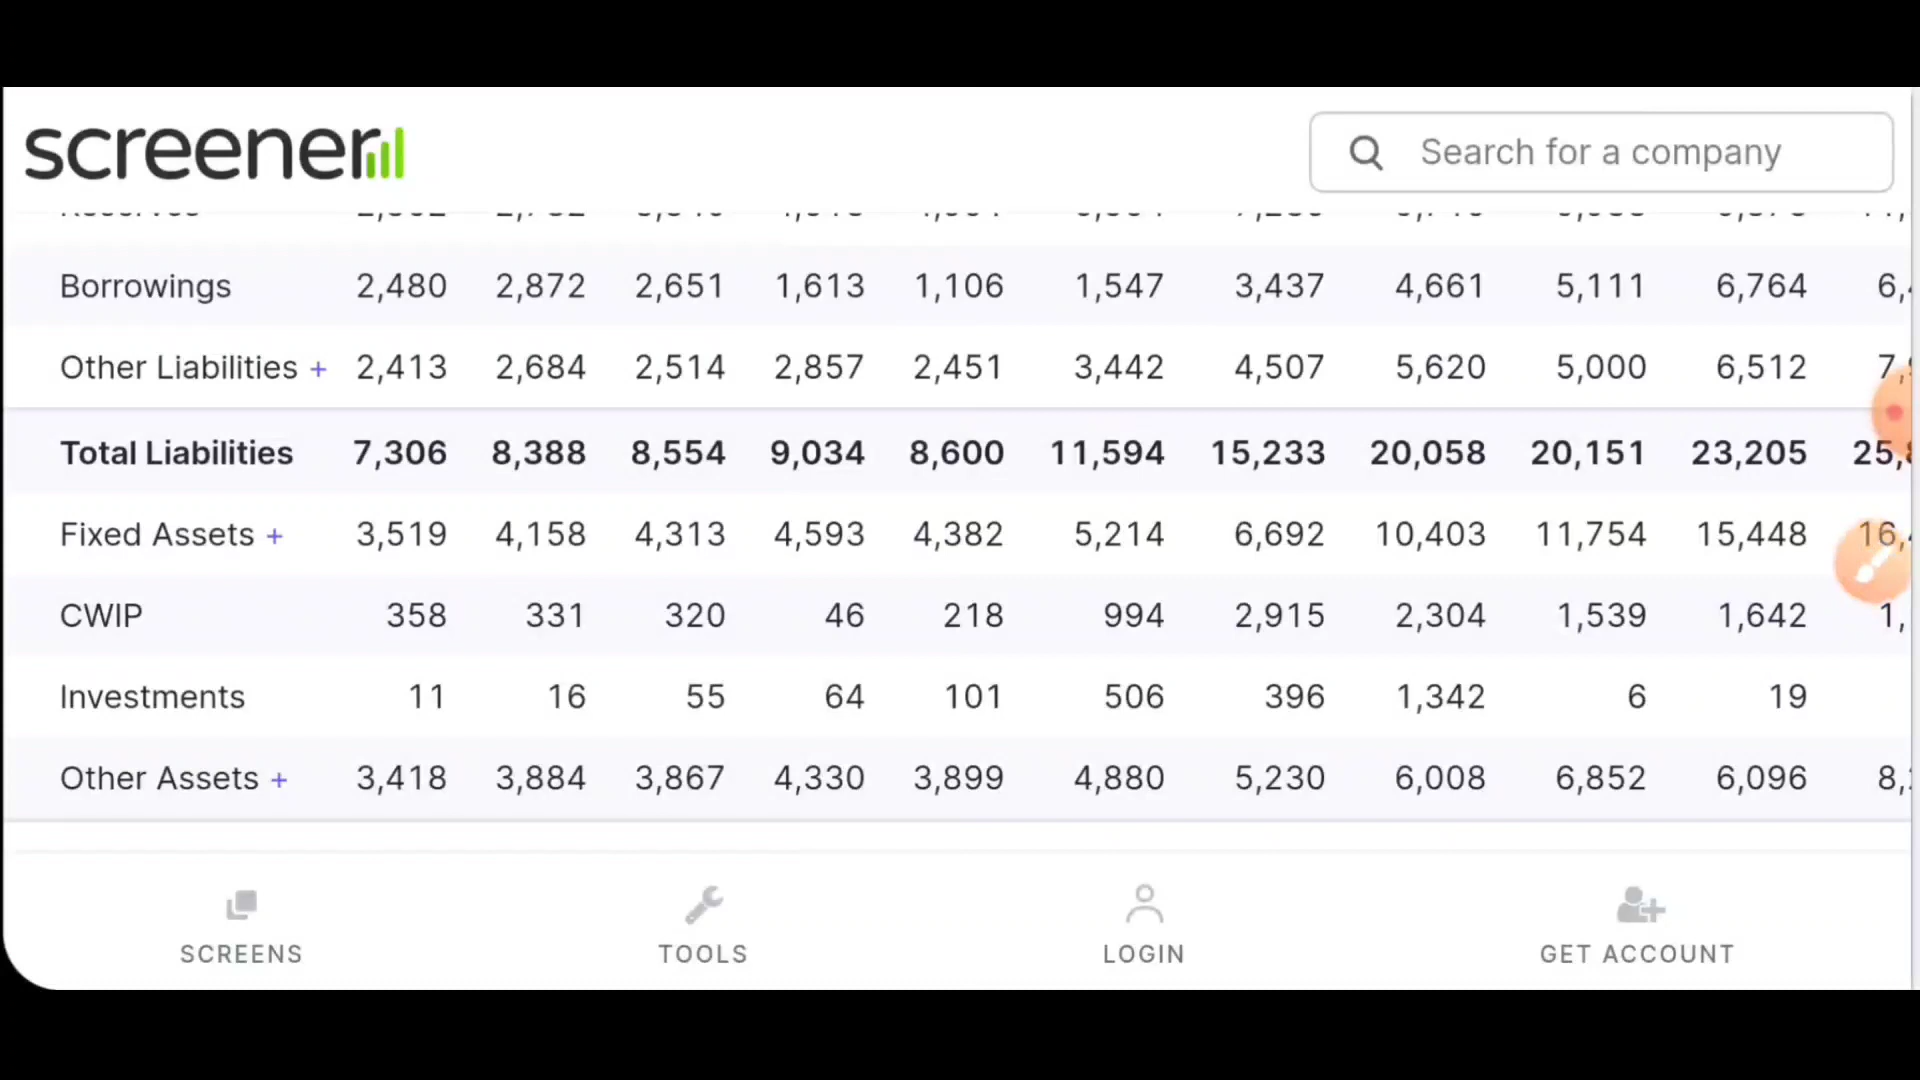 screener
Search for a company
Reserves
Borrowings 2,480 2,872 2,651 1,613 1,106 1,547 3,437 4,661 5,111 6,764
Other Liabilities + 2,413 2,684 2,514 2,857 2,451 3,442 4,507 5,620 5,000 6,512
Total Liabilities 7,306 8,388 8,554 9,034 8,600 11,594 15,233 20,058 20,151 23,205
Fixed Assets + 3,519 4,158 4,313 4,593 4,382 5,214 6,692 10,403 11,754 15,448
CWIP 358 331 320 46 218 994 2,915 2,304 1,539 1,642
Investments 11 16 55 64 101 506 396 1,342 6 19
Other Assets + 3,418 3,884 3,867 4,330 3,899 4,880 5,230 6,008 6,852 6,096
SCREENS TOOLS LOGIN GET ACCOUNT